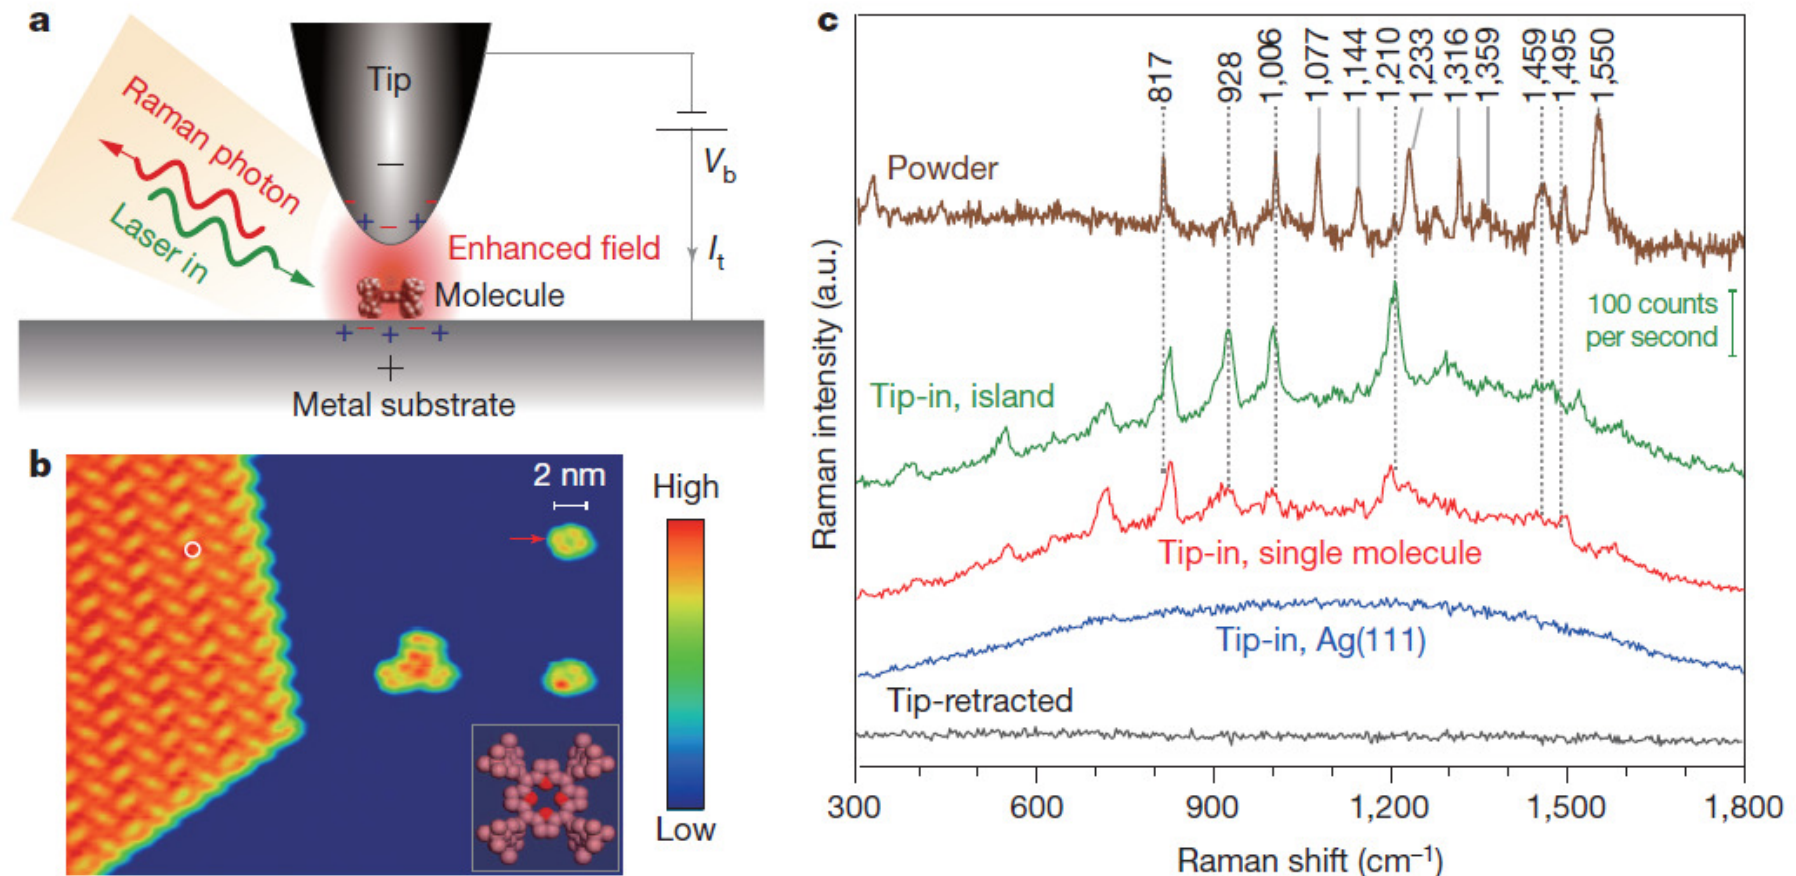 a
Tip
Raman photon
Laser in
−
+ − +
− −
V_b
I_t
Enhanced field
Molecule
+ − + − +
+
Metal substrate
b
2 nm
High
Low
c
817
928
1,006
1,077
1,144
1,210
1,233
1,316
1,359
1,459
1,495
1,550
Powder
100 counts
per second
Tip-in, island
Tip-in, single molecule
Tip-in, Ag(111)
Tip-retracted
Raman intensity (a.u.)
300 600 900 1,200 1,500 1,800
Raman shift (cm⁻¹)